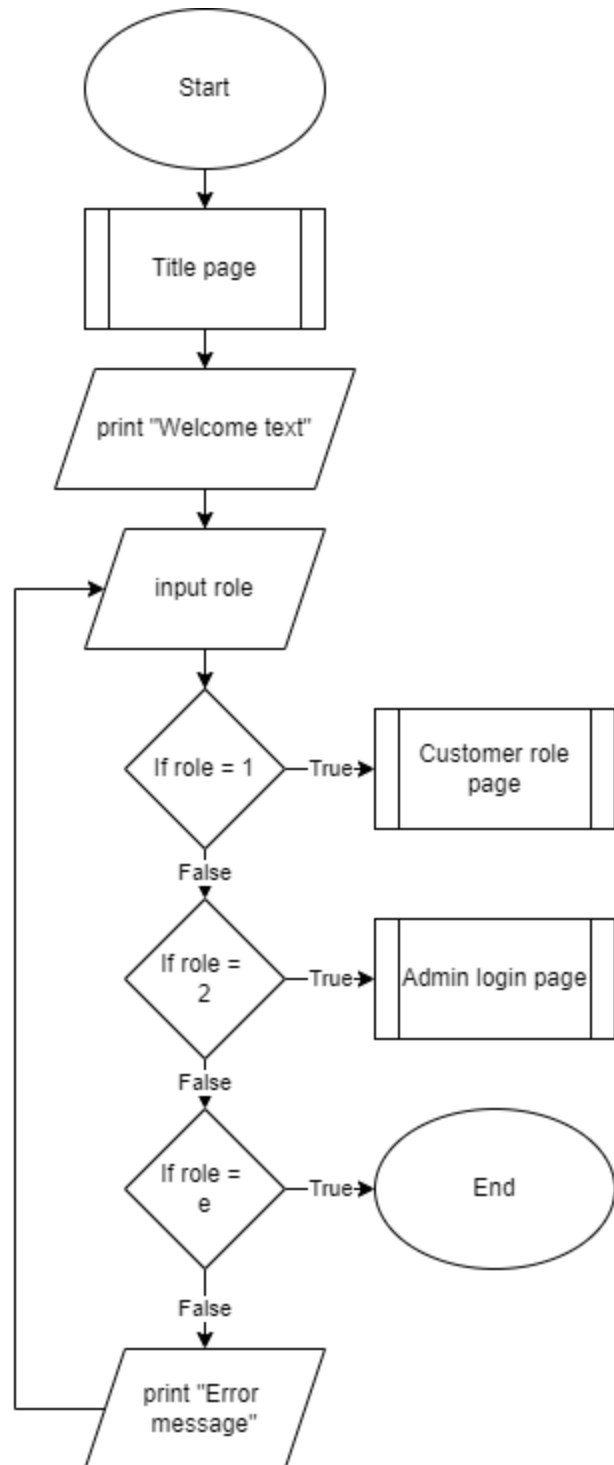 Start
Title page
print "Welcome text"
input role
If role = 1
True
Customer role
page
False
If role =
2
True
Admin login page
False
If role =
e
True
End
False
print "Error
message"